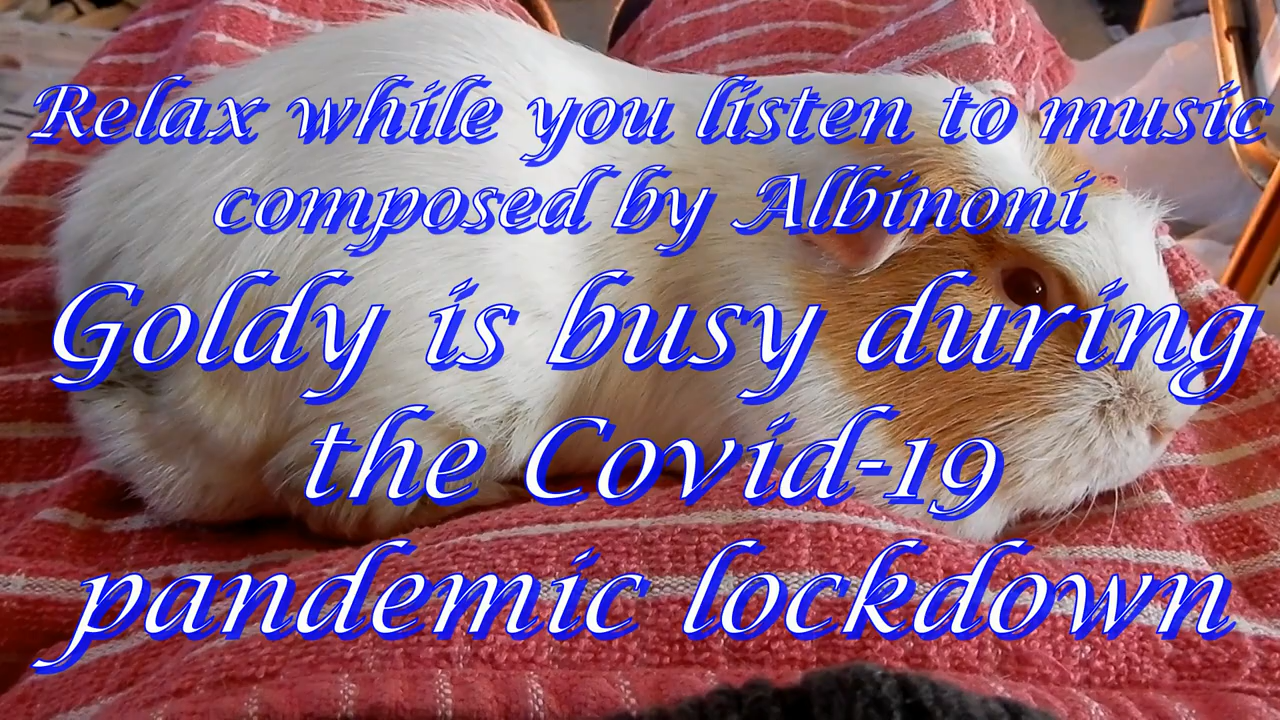 Relax while you listen to music
composed by Albinoni
Goldy is busy during
the Covid-19
pandemic lockdown